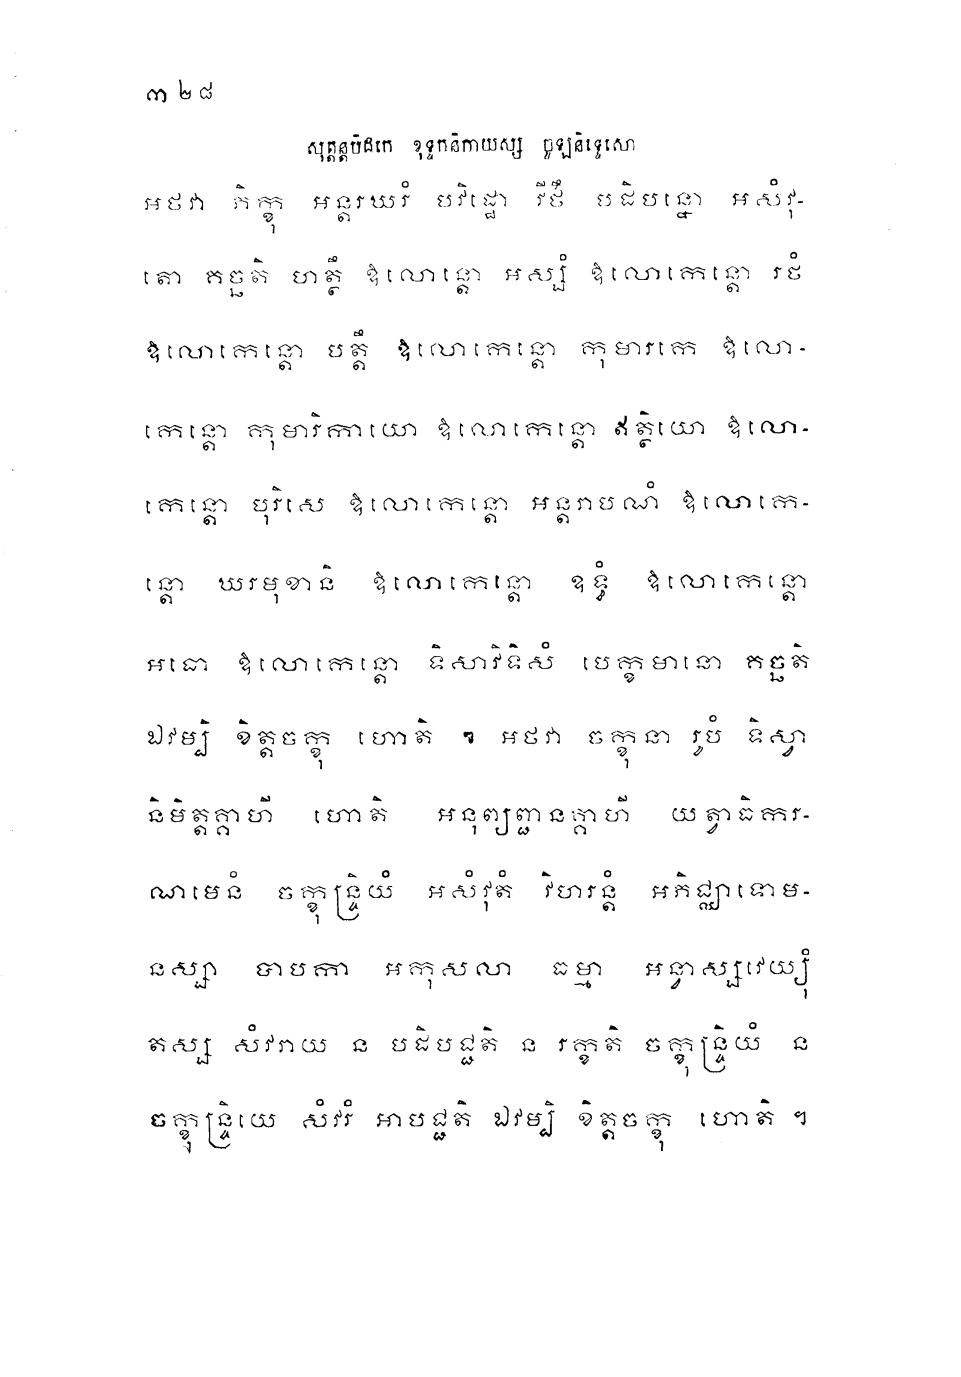 ៣២៨
សុត្តន្តបិដកេ ខុទ្ទកនិកាយស្ស ចូឡនិទ្ទេសោ
អថវា ភិក្ខុ អន្តរឃរំ បវិដ្ឋោ វីថឹ បដិបន្នោ អសំវុ-
តោ គច្ឆតិ ហត្ថឹ ឱលោន្តោ អស្សំ ឱលោកេន្តោ រថំ
ឱលោកេន្តោ បត្តឹ ឱលោកេន្តោ កុមារកេ ឱលោ-
កេន្តោ កុមារិកាយោ ឱលោកេន្តោ ឥត្ថិយោ ឱលោ-
កេន្តោ បុរិសេ ឱលោកេន្តោ អន្តរាបណំ ឱលោកេ-
ន្តោ ឃរមុខានិ ឱលោកេន្តោ ឧទ្ធំ ឱលោកេន្តោ
អធោ ឱលោកេន្តោ ទិសាវិទិសំ បេក្ខមានោ គច្ឆតិ
ឯវម្បិ ខិត្តចក្ខុ ហោតិ ។ អថវា ចក្ខុនា រូបំ ទិស្វា
និមិត្តគ្គាហី ហោតិ អនុព្យញ្ជនគ្គាហី យត្វាធិករ-
ណមេនំ ចក្ខុន្ទ្រិយំ អសំវុតំ វិហរន្តំ អភិជ្ឈាទោម-
នស្សា បាបកា អកុសលា ធម្មា អន្វាស្សវេយ្យុំ
តស្ស សំវរាយ ន បដិបជ្ជតិ ន រក្ខតិ ចក្ខុន្ទ្រិយំ ន
ចក្ខុន្ទ្រិយេ សំវរំ អាបជ្ជតិ ឯវម្បិ ខិត្តចក្ខុ ហោតិ ។